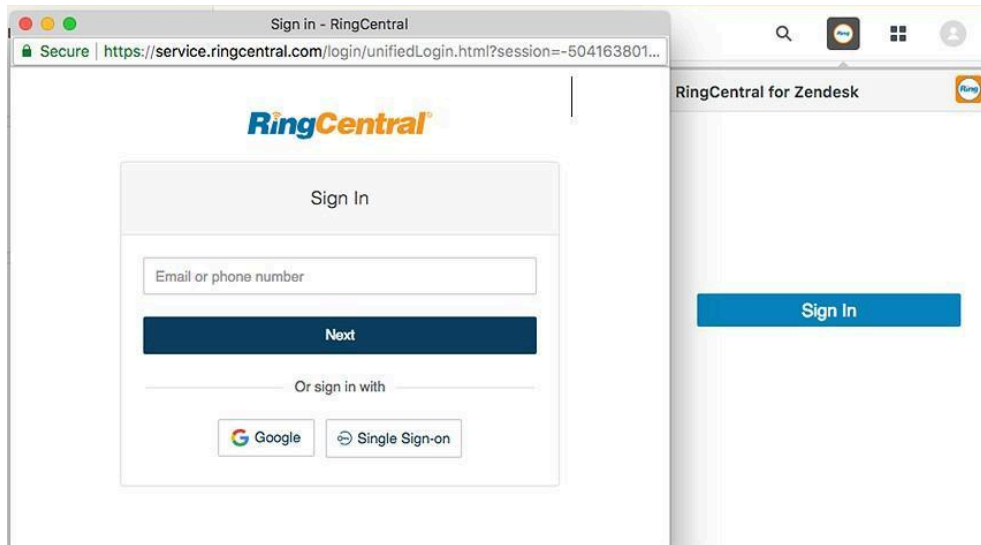 Sign in - RingCentral
Secure | https://service.ringcentral.com/login/unifiedLogin.html?session=-504163801...
RingCentral for Zendesk
Ring
RingCentral®
Sign In
Email or phone number
Next
Or sign in with
Google
Single Sign-on
Sign In